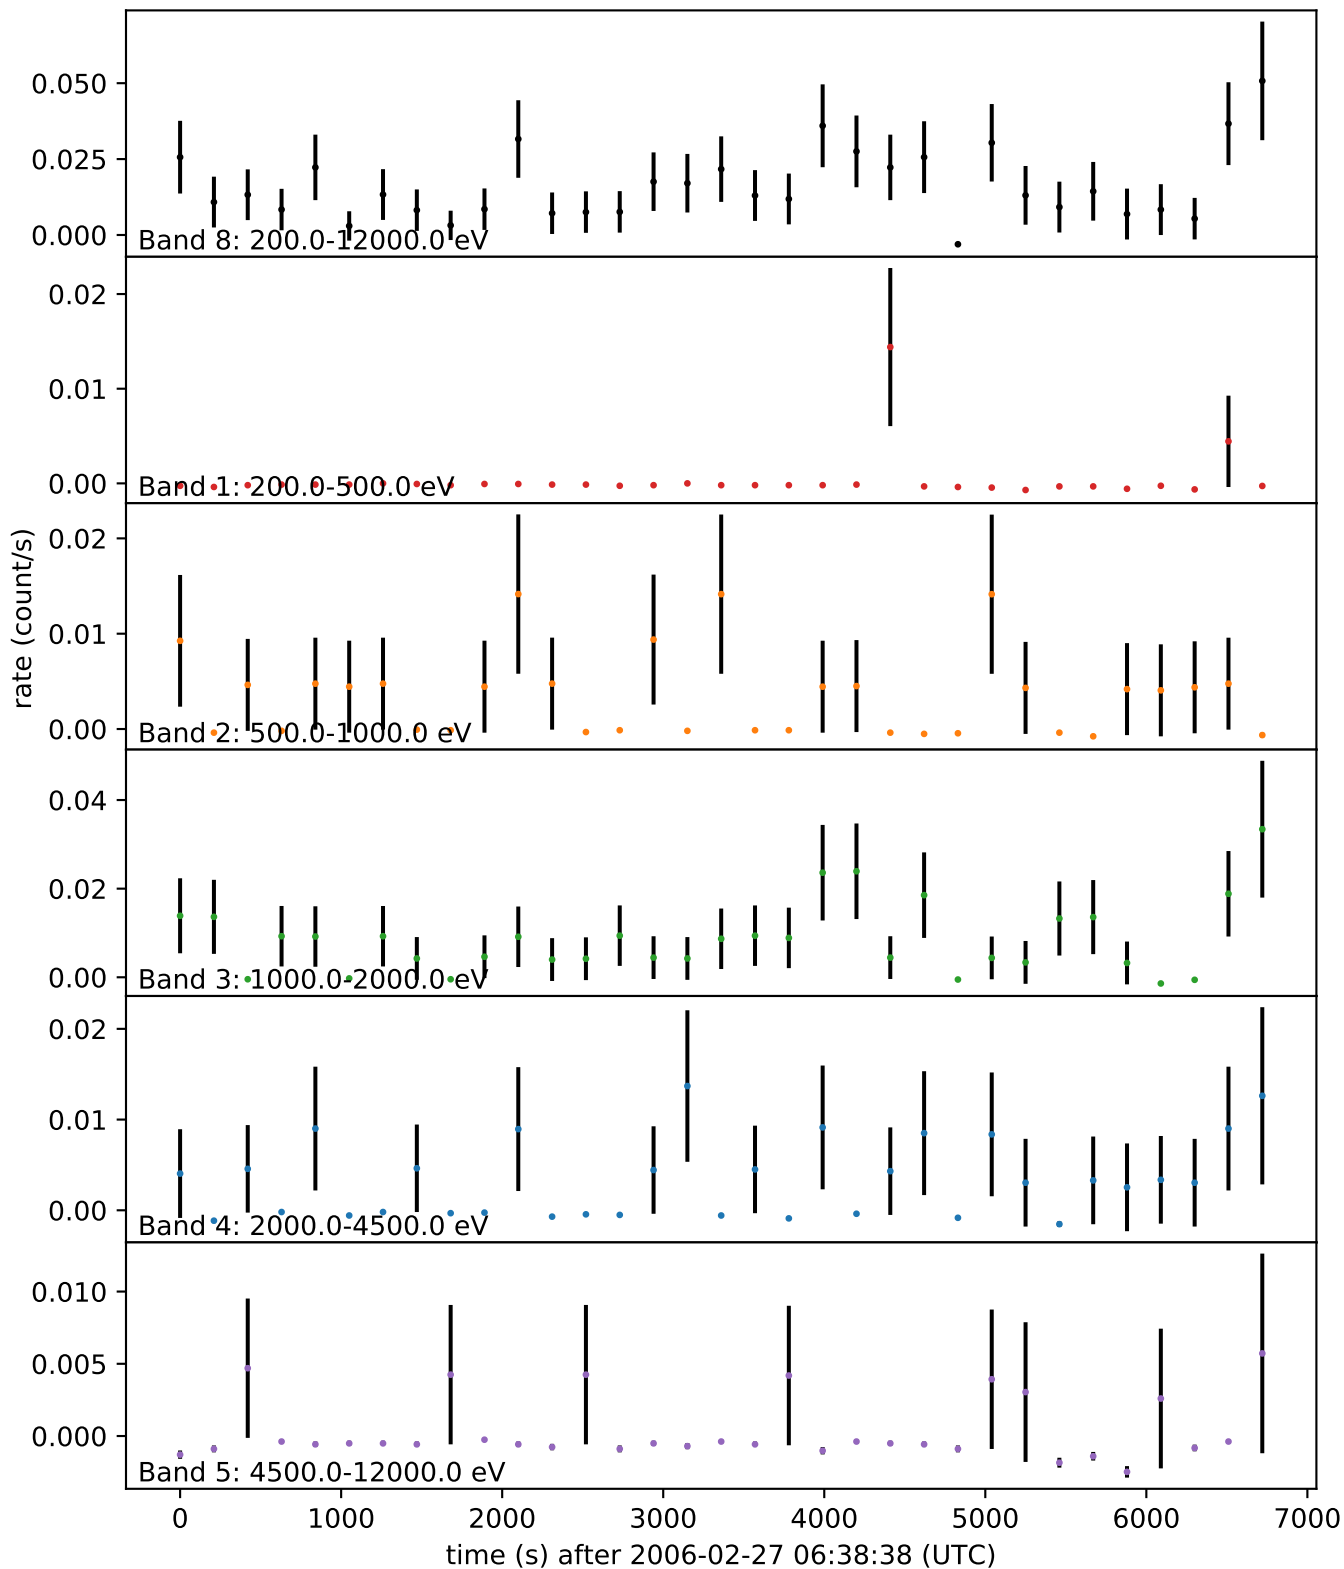 0.050
0.025
0.000
Band 8: 200.0-12000.0 eV
0.02
0.01
0.00
Band 1: 200.0-500.0 eV
rate (count/s)
0.02
0.01
0.00
Band 2: 500.0-1000.0 eV
0.04
0.02
0.00
Band 3: 1000.0-2000.0 eV
0.02
0.01
0.00
Band 4: 2000.0-4500.0 eV
0.010
0.005
0.000
Band 5: 4500.0-12000.0 eV
0 1000 2000 3000 4000 5000 6000 7000
time (s) after 2006-02-27 06:38:38 (UTC)